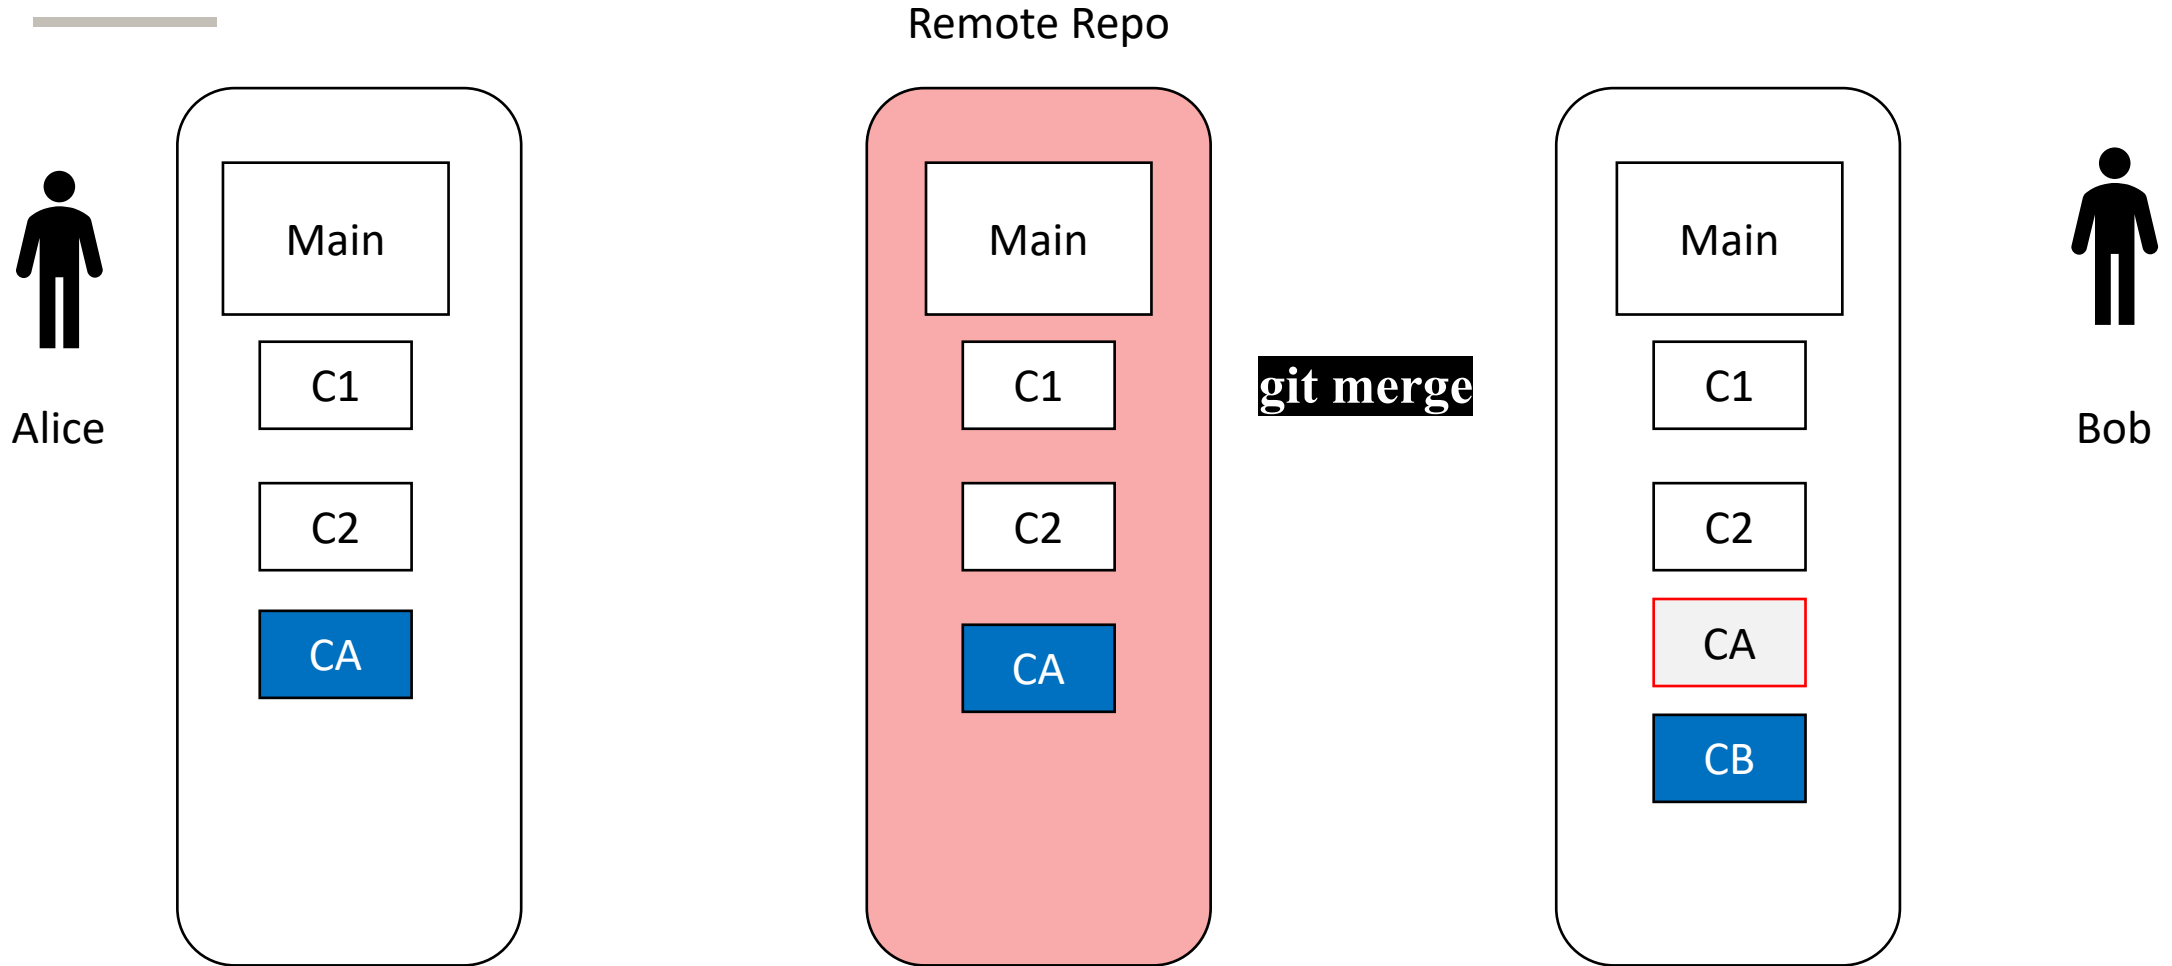 Remote Repo
Alice
Main
C1
C2
CA
Main
C1
C2
CA
git merge
Main
C1
C2
CA
CB
Bob